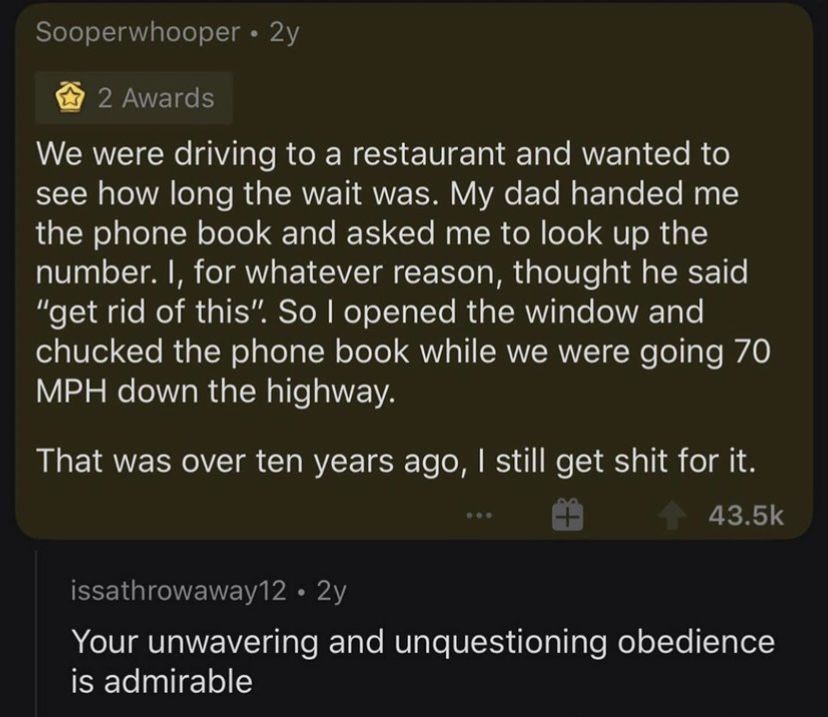 Sooperwhooper • 2y
2 Awards
We were driving to a restaurant and wanted to
see how long the wait was. My dad handed me
the phone book and asked me to look up the
number. I, for whatever reason, thought he said
"get rid of this". So I opened the window and
chucked the phone book while we were going 70
MPH down the highway.
That was over ten years ago, I still get shit for it.
43.5k
issathrowaway12 • 2y
Your unwavering and unquestioning obedience
is admirable